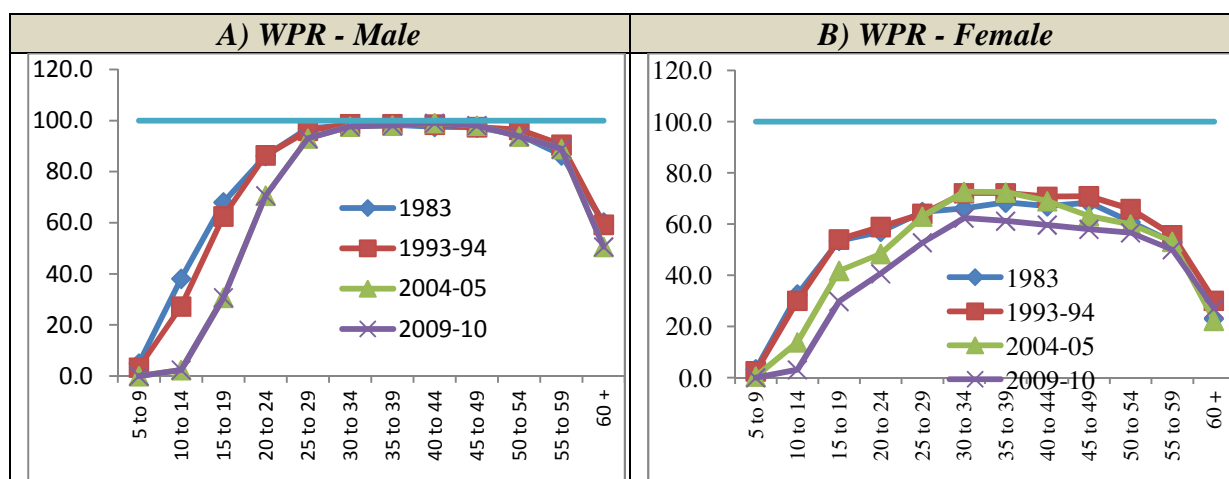 A) WPR - Male
120.0
100.0
80.0
60.0
40.0
20.0
0.0
1983
1993-94
2004-05
2009-10
5 to 9
10 to 14
15 to 19
20 to 24
25 to 29
30 to 34
35 to 39
40 to 44
45 to 49
50 to 54
55 to 59
60 +
B) WPR - Female
120.0
100.0
80.0
60.0
40.0
20.0
0.0
1983
1993-94
2004-05
2009-10
5 to 9
10 to 14
15 to 19
20 to 24
25 to 29
30 to 34
35 to 39
40 to 44
45 to 49
50 to 54
55 to 59
60 +